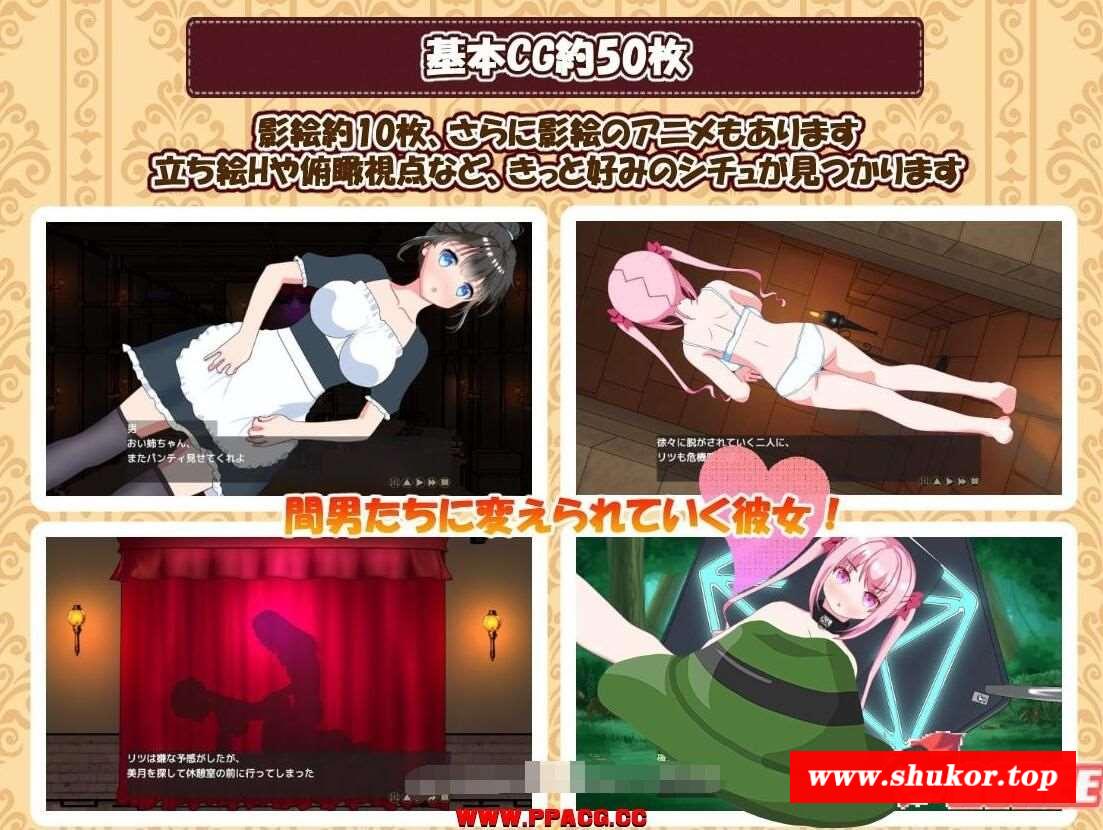 基本CG約50枚
影絵約10枚、さらに影絵のアニメもあります
立ち絵Hや俯瞰視点など、きっと好みのシチュが見つかります
男
おい姉ちゃん、
またパンティ見せてくれよ
徐々に脱がされていく二人に、
リツも危機
間男たちに変えられていく彼女！
リツは嫌な予感がしたが、
美月を探して休憩室の前に行ってしまった
www.shukor.top
WWW.PPACG.CC